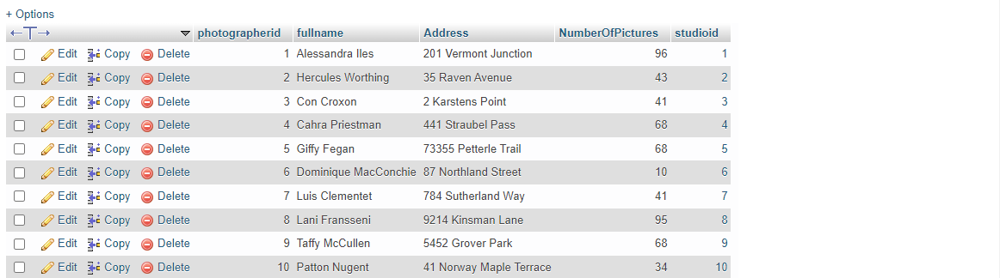 + Options
←T→ photographerid fullname Address NumberOfPictures studioid
Edit Copy Delete 1 Alessandra Iles 201 Vermont Junction 96 1
Edit Copy Delete 2 Hercules Worthing 35 Raven Avenue 43 2
Edit Copy Delete 3 Con Croxon 2 Karstens Point 41 3
Edit Copy Delete 4 Cahra Priestman 441 Straubel Pass 68 4
Edit Copy Delete 5 Giffy Fegan 73355 Petterle Trail 68 5
Edit Copy Delete 6 Dominique MacConchie 87 Northland Street 10 6
Edit Copy Delete 7 Luis Clementet 784 Sutherland Way 41 7
Edit Copy Delete 8 Lani Fransseni 9214 Kinsman Lane 95 8
Edit Copy Delete 9 Taffy McCullen 5452 Grover Park 68 9
Edit Copy Delete 10 Patton Nugent 41 Norway Maple Terrace 34 10